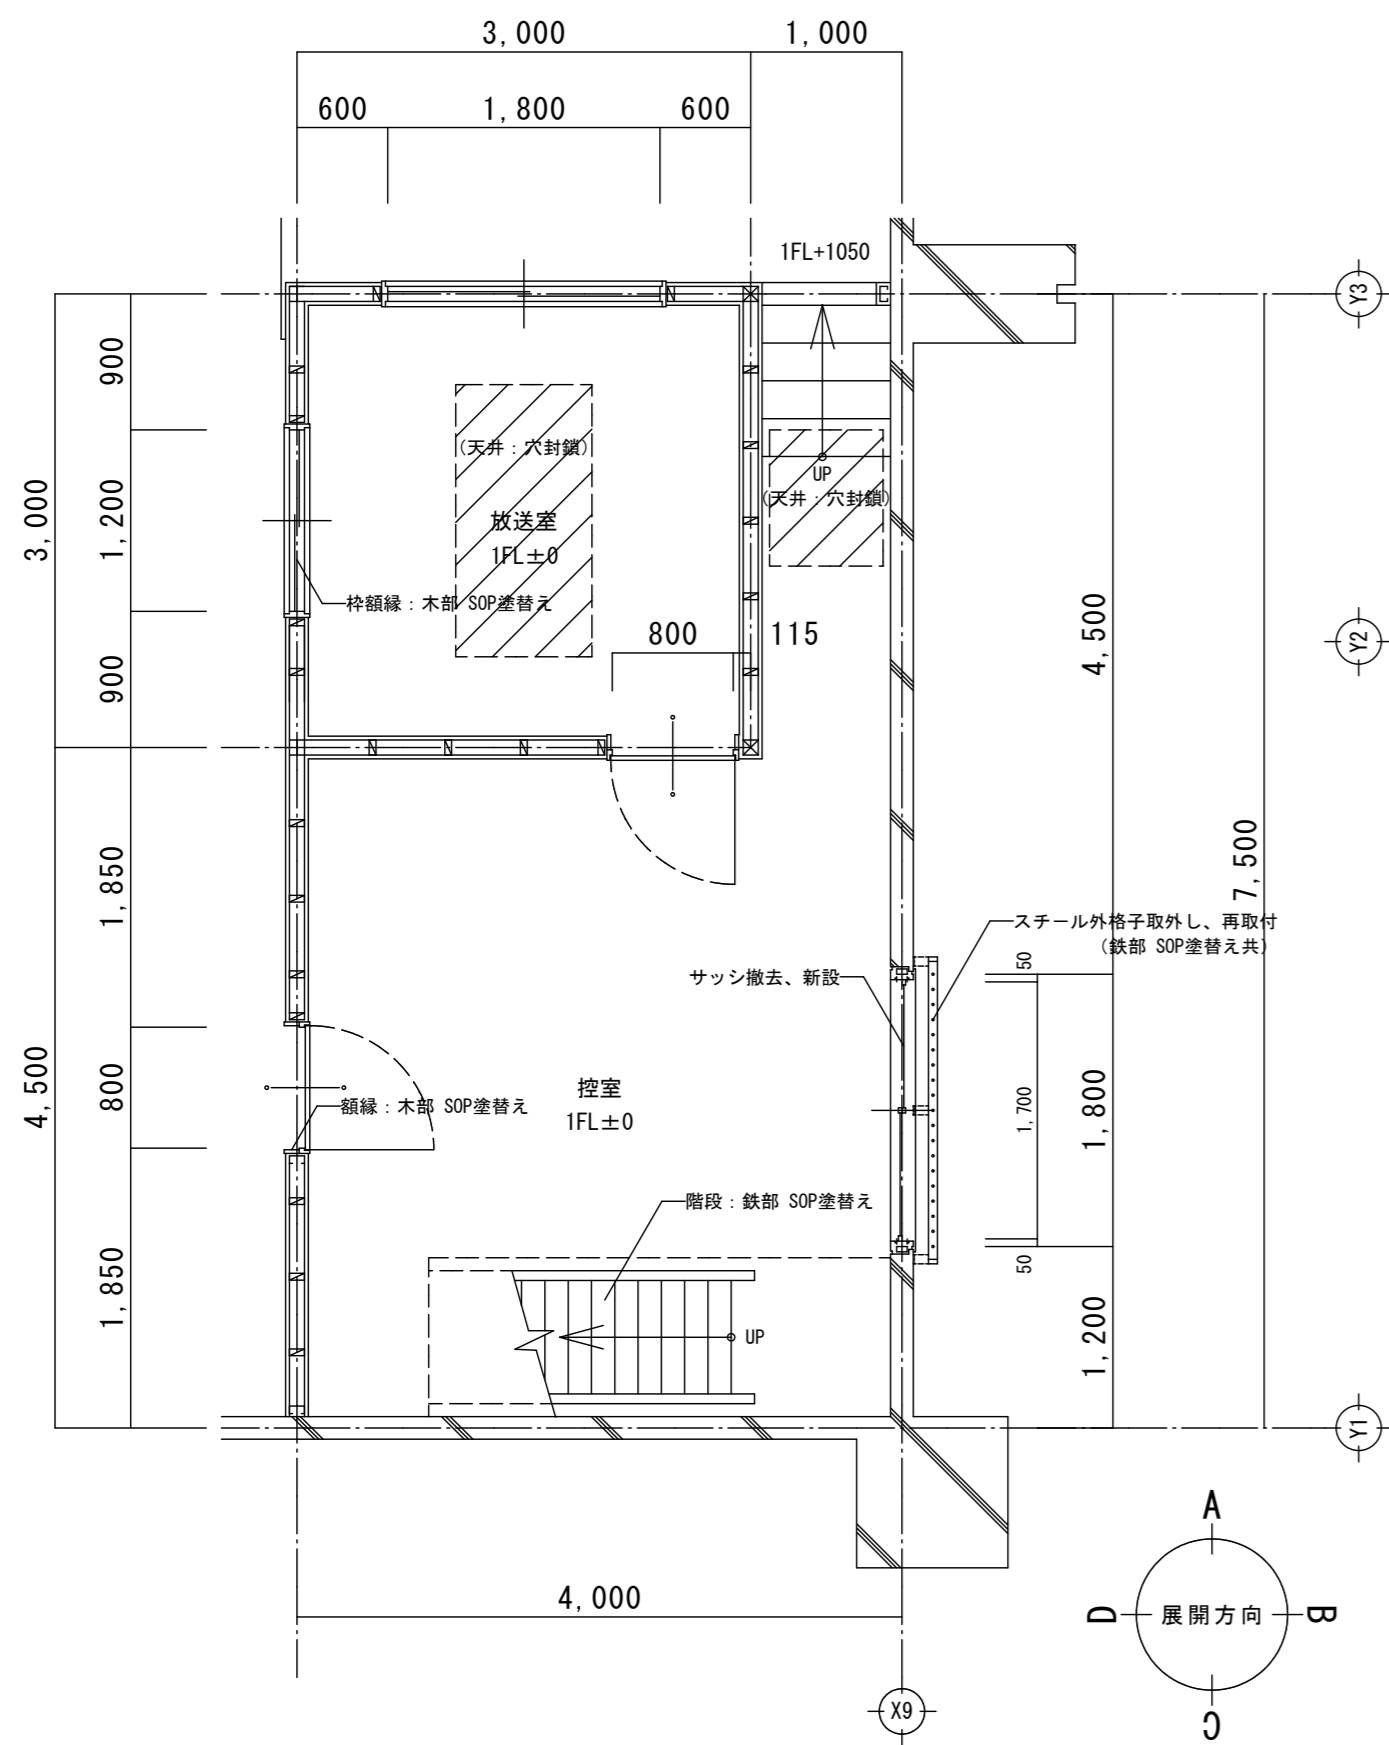 3,000
1,000
600
1,800
600
1FL+1050
Y3
900
(天井：穴封鎖)
UP
(天井：穴封鎖)
3,000
1,200
放送室
1FL±0
枠額縁：木部 SOP塗替え
800
115
4,500
Y2
900
7,500
1,850
スチール外格子取外し、再取付
(鉄部 SOP塗替え共)
50
サッシ撤去、新設
4,500
800
控室
1FL±0
額縁：木部 SOP塗替え
1,700
1,800
階段：鉄部 SOP塗替え
50
1,850
UP
1,200
Y1
A
4,000
D
展開方向
B
C
X9